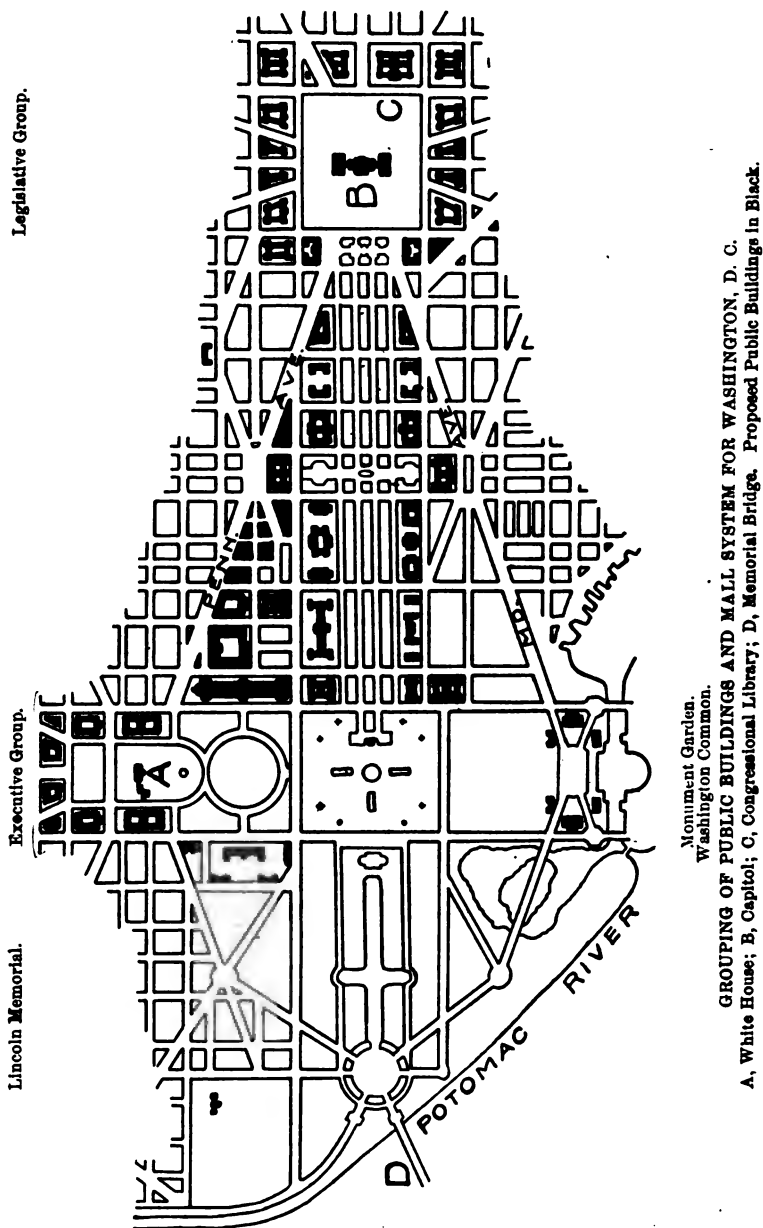 Lincoln Memorial.
Executive Group.
Legislative Group.
PENN. AVE.
MD. AVE.
A
B
C
D
POTOMAC RIVER
Monument Garden.
Washington Common.
GROUPING OF PUBLIC BUILDINGS AND MALL SYSTEM FOR WASHINGTON, D. C.
A, White House; B, Capitol; C, Congressional Library; D, Memorial Bridge. Proposed Public Buildings in Black.